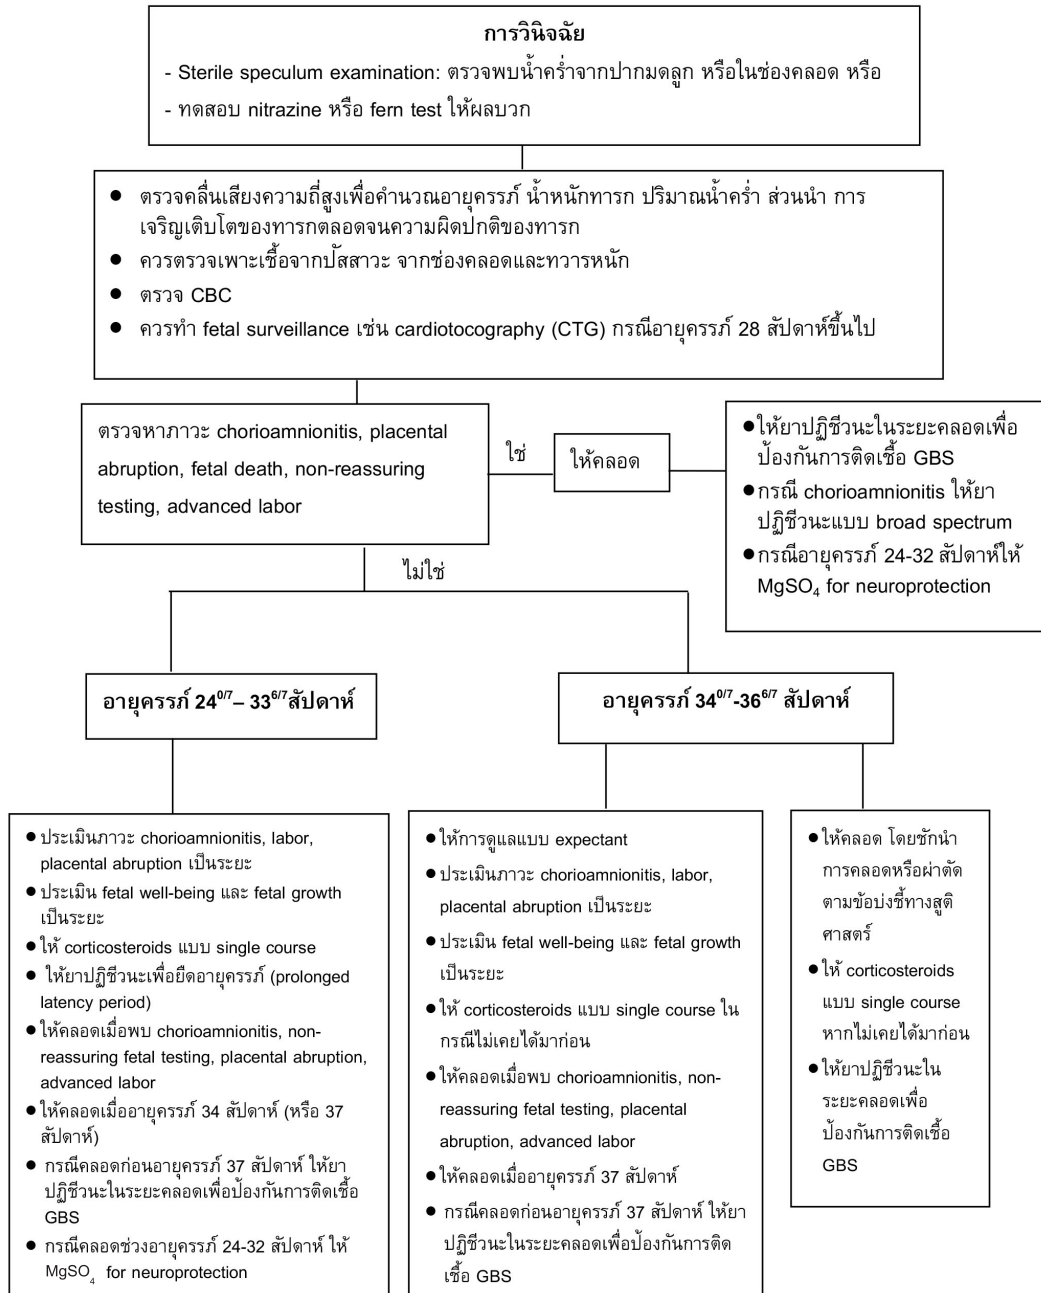 การวินิจฉัย
- Sterile speculum examination: ตรวจพบน้ำคร่ำจากปากมดลูก หรือในช่องคลอด หรือ
- ทดสอบ nitrazine หรือ fern test ให้ผลบวก
● ตรวจคลื่นเสียงความถี่สูงเพื่อคำนวณอายุครรภ์ น้ำหนักทารก ปริมาณน้ำคร่ำ ส่วนนำ การ
เจริญเติบโตของทารกตลอดจนความผิดปกติของทารก
● ควรตรวจเพาะเชื้อจากปัสสาวะ จากช่องคลอดและทวารหนัก
● ตรวจ CBC
● ควรทำ fetal surveillance เช่น cardiotocography (CTG) กรณีอายุครรภ์ 28 สัปดาห์ขึ้นไป
ตรวจหาภาวะ chorioamnionitis, placental
abruption, fetal death, non-reassuring
testing, advanced labor
ใช่
ให้คลอด
●ให้ยาปฏิชีวนะในระยะคลอดเพื่อ
ป้องกันการติดเชื้อ GBS
●กรณี chorioamnionitis ให้ยา
ปฏิชีวนะแบบ broad spectrum
●กรณีอายุครรภ์ 24-32 สัปดาห์ให้
MgSO₄ for neuroprotection
ไม่ใช่
อายุครรภ์ 24⁰ᐟ⁷– 33⁶ᐟ⁷สัปดาห์
อายุครรภ์ 34⁰ᐟ⁷-36⁶ᐟ⁷ สัปดาห์
●ประเมินภาวะ chorioamnionitis, labor,
placental abruption เป็นระยะ
●ประเมิน fetal well-being และ fetal growth
เป็นระยะ
●ให้ corticosteroids แบบ single course
● ให้ยาปฏิชีวนะเพื่อยืดอายุครรภ์ (prolonged
latency period)
●ให้คลอดเมื่อพบ chorioamnionitis, non-
reassuring fetal testing, placental abruption,
advanced labor
●ให้คลอดเมื่ออายุครรภ์ 34 สัปดาห์ (หรือ 37
สัปดาห์)
● กรณีคลอดก่อนอายุครรภ์ 37 สัปดาห์ ให้ยา
ปฏิชีวนะในระยะคลอดเพื่อป้องกันการติดเชื้อ
GBS
● กรณีคลอดช่วงอายุครรภ์ 24-32 สัปดาห์ ให้
MgSO₄ for neuroprotection
●ให้การดูแลแบบ expectant
●ประเมินภาวะ chorioamnionitis, labor,
placental abruption เป็นระยะ
●ประเมิน fetal well-being และ fetal growth
เป็นระยะ
●ให้ corticosteroids แบบ single course ใน
กรณีไม่เคยได้มาก่อน
●ให้คลอดเมื่อพบ chorioamnionitis, non-
reassuring fetal testing, placental
abruption, advanced labor
●ให้คลอดเมื่ออายุครรภ์ 37 สัปดาห์
● กรณีคลอดก่อนอายุครรภ์ 37 สัปดาห์ ให้ยา
ปฏิชีวนะในระยะคลอดเพื่อป้องกันการติด
เชื้อ GBS
●ให้คลอด โดยชักนำ
การคลอดหรือผ่าตัด
ตามข้อบ่งชี้ทางสูติ
ศาสตร์
●ให้ corticosteroids
แบบ single course
หากไม่เคยได้มาก่อน
●ให้ยาปฏิชีวนะใน
ระยะคลอดเพื่อ
ป้องกันการติดเชื้อ
GBS